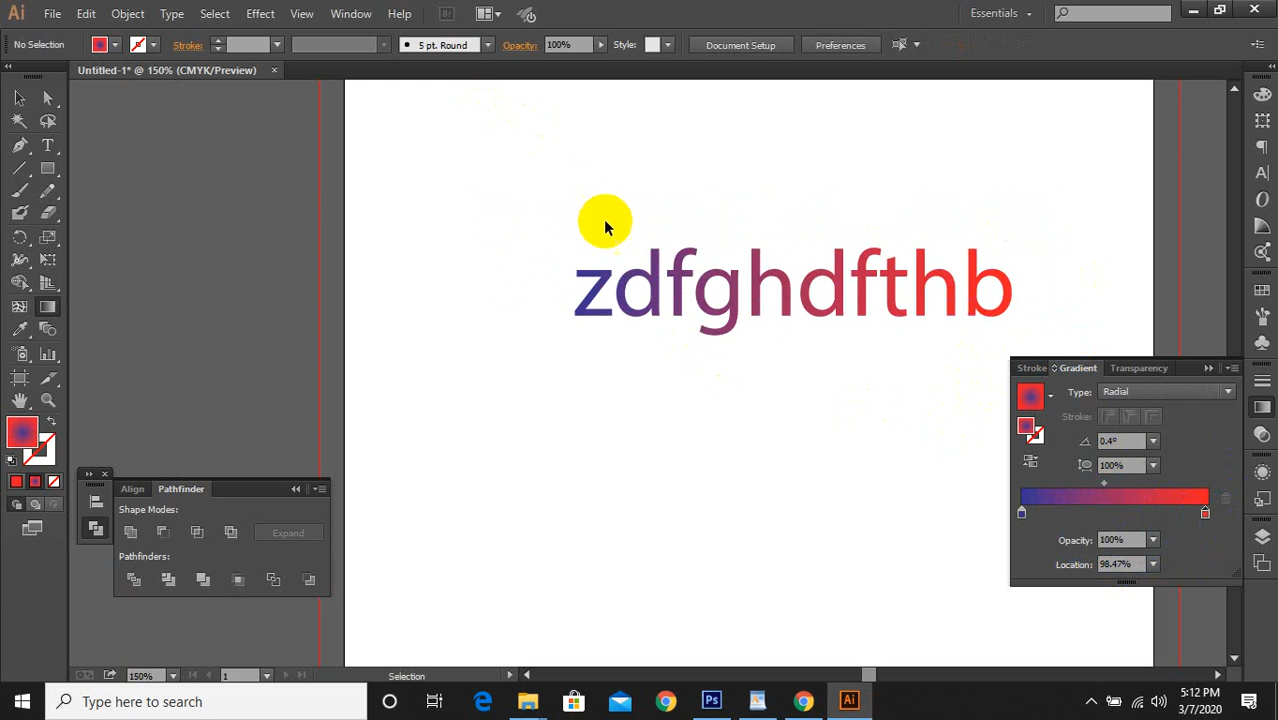 Ai File Edit Object Type Select Effect View Window Help Br Essentials
No Selection Stroke: 5 pt. Round Opacity: 100% Style: Document Setup Preferences
Untitled-1* @ 150% (CMYK/Preview)
zdfghdfthb
Stroke Gradient Transparency
Type: Radial
Stroke:
0.4°
100%
Opacity: 100%
Location: 98.47%
Align Pathfinder
Shape Modes:
Expand
Pathfinders:
150% 1 Selection
Type here to search
5:12 PM
3/7/2020